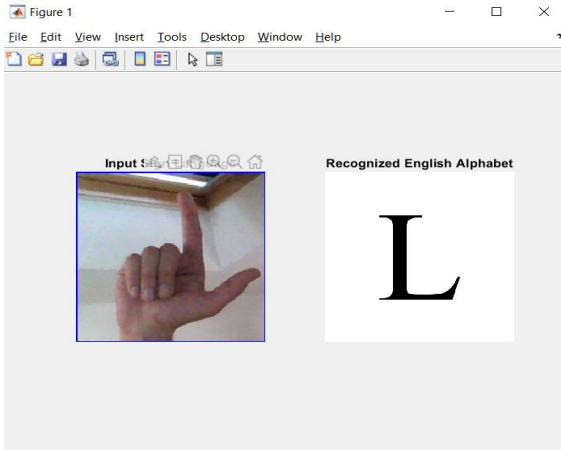 Figure 1
File Edit View Insert Tools Desktop Window Help
Input
Recognized English Alphabet
L